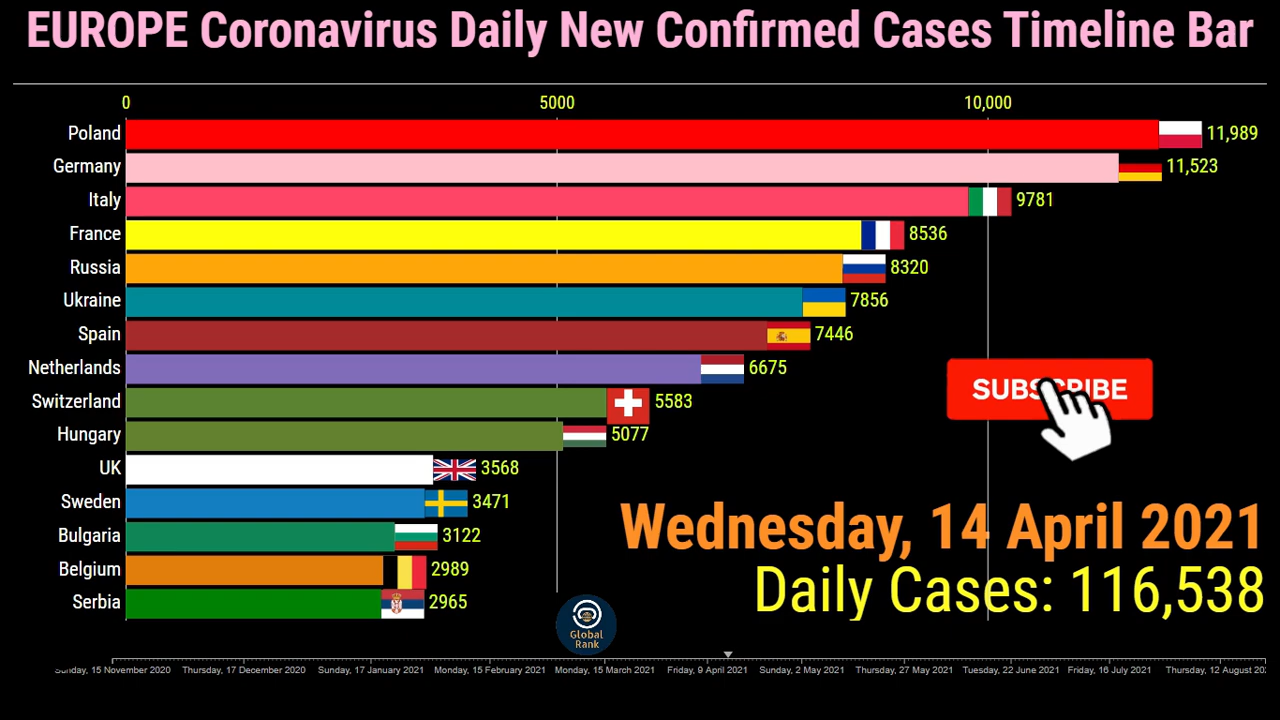 EUROPE Coronavirus Daily New Confirmed Cases Timeline Bar
0 5000 10,000
Poland 11,989
Germany 11,523
Italy 9781
France 8536
Russia 8320
Ukraine 7856
Spain 7446
Netherlands 6675
Switzerland 5583
SUBSCRIBE
Hungary 5077
UK 3568
Sweden 3471
Bulgaria 3122
Belgium 2989
Serbia 2965
Wednesday, 14 April 2021
Daily Cases: 116,538
Global
Rank
Sunday, 15 November 2020 Thursday, 17 December 2020 Sunday, 17 January 2021 Monday, 15 February 2021 Monday, 15 March 2021 Friday, 9 April 2021 Sunday, 2 May 2021 Thursday, 27 May 2021 Tuesday, 22 June 2021 Friday, 16 July 2021 Thursday, 12 August